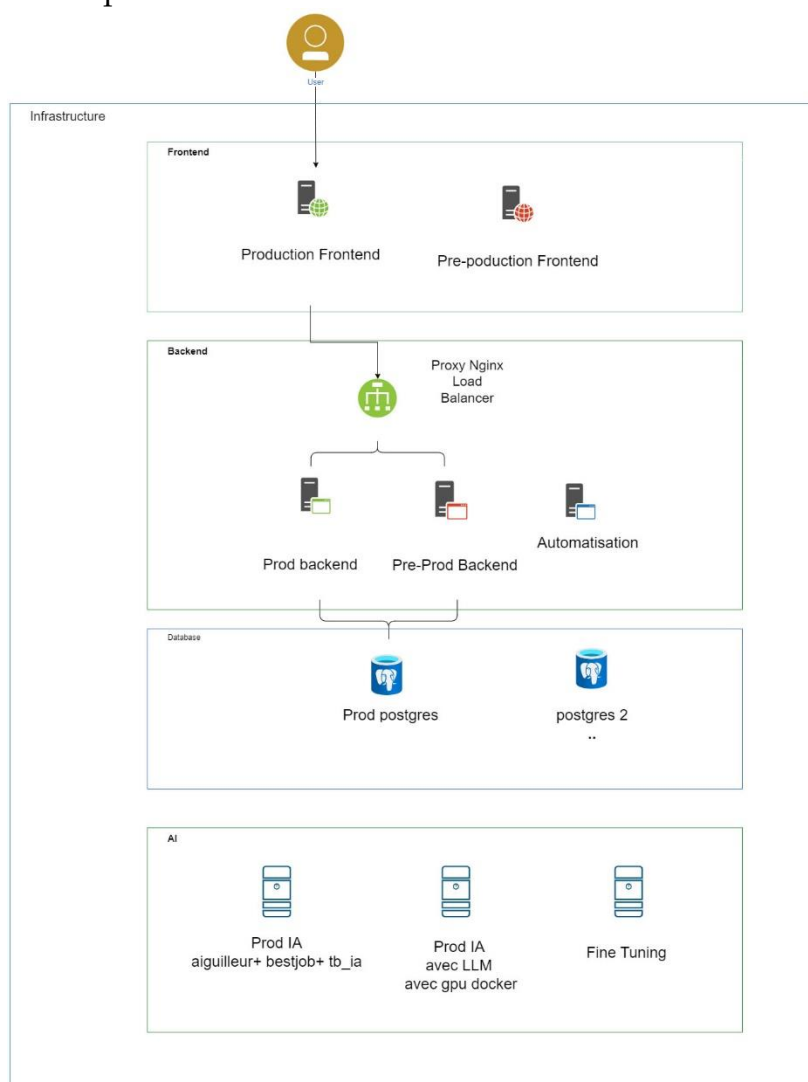 User
Infrastructure
Frontend
Production Frontend
Pre-poduction Frontend
Backend
Proxy Nginx
Load
Balancer
Prod backend
Pre-Prod Backend
Automatisation
Database
Prod postgres
postgres 2
..
AI
Prod IA
aiguilleur+ bestjob+ tb_ia
Prod IA
avec LLM
avec gpu docker
Fine Tuning